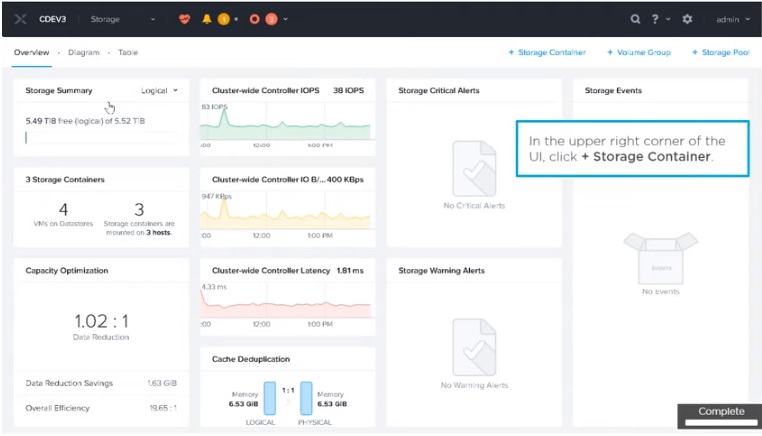 CDEV3 Storage admin
Overview · Diagram · Table + Storage Container + Volume Group + Storage Pool
Storage Summary Logical
5.49 TiB free (logical) of 5.52 TiB
3 Storage Containers
4 3
VMs on Datastores Storage containers are
mounted on 3 hosts.
Capacity Optimization
1.02 : 1
Data Reduction
Data Reduction Savings 1.63 GiB
Overall Efficiency 19.65 : 1
Cluster-wide Controller IOPS 38 IOPS
83 IOPS
:00 12:00 1:00 PM
Cluster-wide Controller IO B/... 400 KBps
947 KBps
:00 12:00 1:00 PM
Cluster-wide Controller Latency 1.81 ms
4.33 ms
:00 12:00 1:00 PM
Cache Deduplication
Memory 1 : 1 Memory
6.53 GiB 6.53 GiB
LOGICAL PHYSICAL
Storage Critical Alerts
No Critical Alerts
Storage Warning Alerts
No Warning Alerts
Storage Events
In the upper right corner of the
UI, click + Storage Container.
Events
No Events
Complete